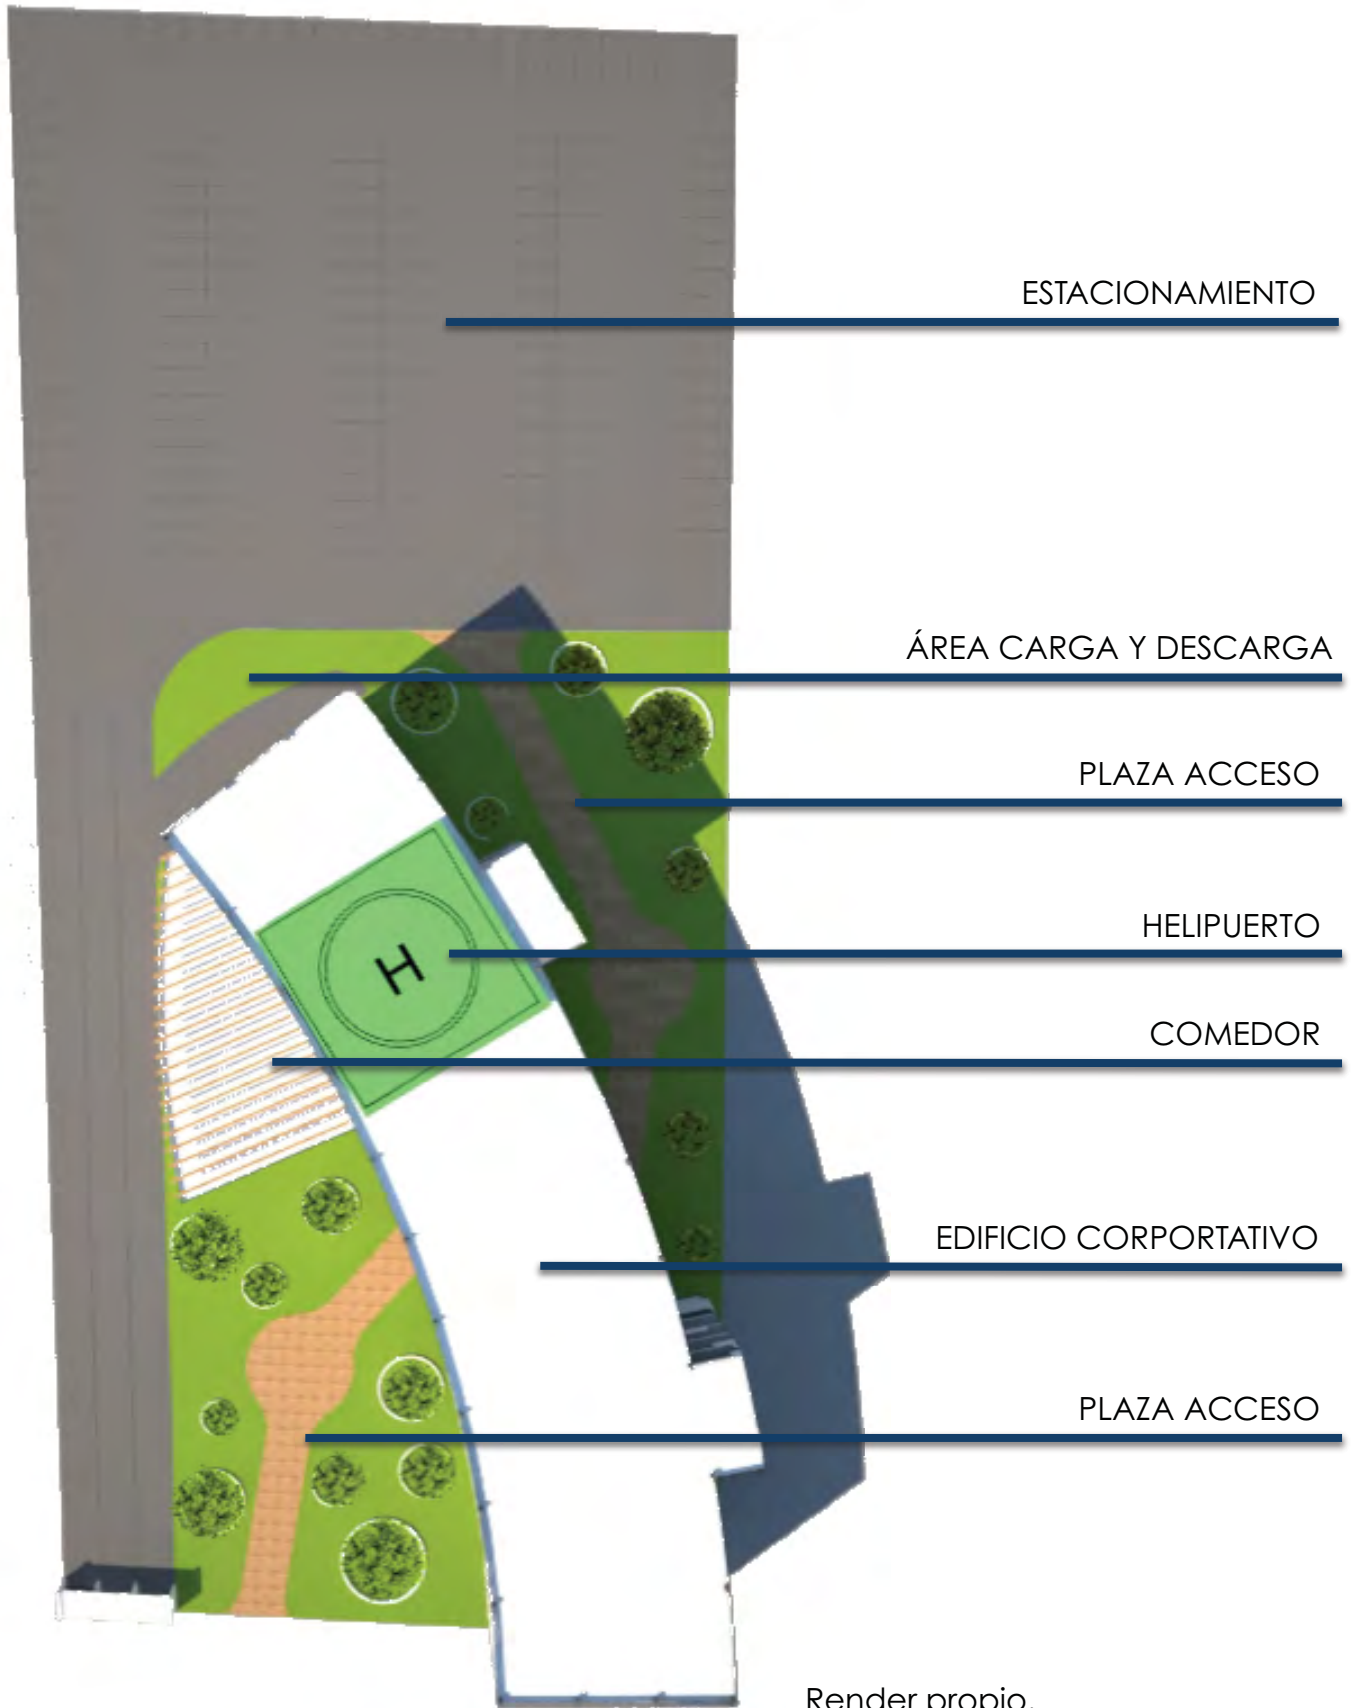 ESTACIONAMIENTO
ÁREA CARGA Y DESCARGA
PLAZA ACCESO
HELIPUERTO
H
COMEDOR
EDIFICIO CORPORTATIVO
PLAZA ACCESO
Render propio.